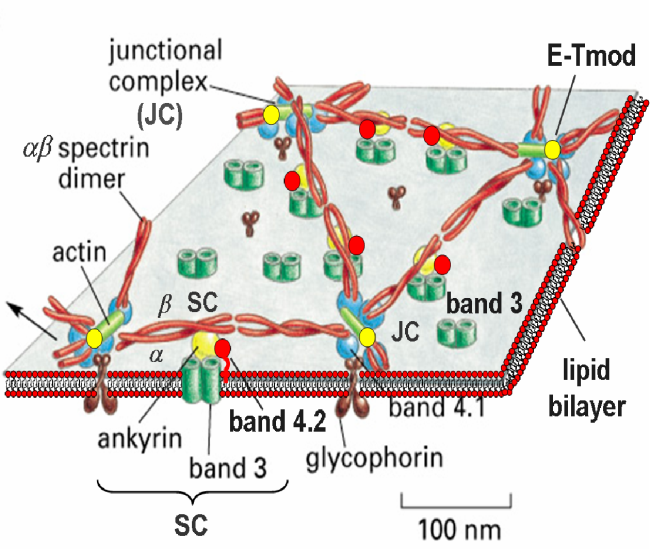 junctional
complex
(JC)
E-Tmod
αβ spectrin
dimer
actin
β SC
α
JC
band 3
lipid
bilayer
band 4.1
band 4.2
ankyrin
band 3
glycophorin
SC
100 nm